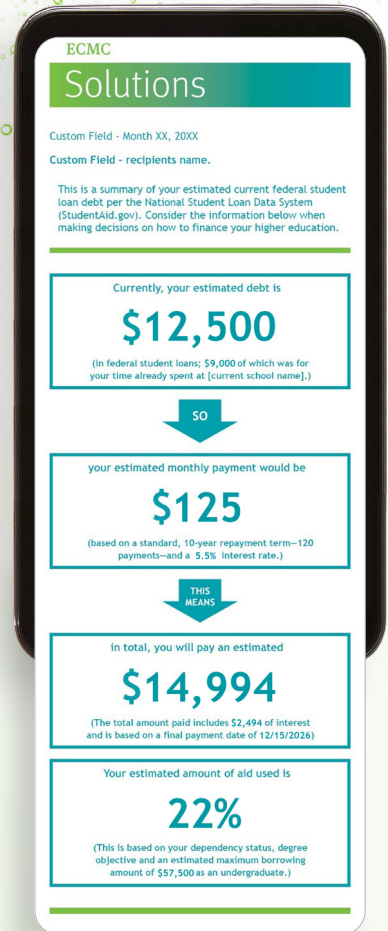 ECMC
Solutions
Custom Field - Month XX, 20XX
Custom Field - recipients name.
This is a summary of your estimated current federal student
loan debt per the National Student Loan Data System
(StudentAid.gov). Consider the information below when
making decisions on how to finance your higher education.
Currently, your estimated debt is
$12,500
(in federal student loans; $9,000 of which was for
your time already spent at [current school name].)
SO
your estimated monthly payment would be
$125
(based on a standard, 10-year repayment term—120
payments—and a 5.5% interest rate.)
THIS
MEANS
in total, you will pay an estimated
$14,994
(The total amount paid includes $2,494 of interest
and is based on a final payment date of 12/15/2026)
Your estimated amount of aid used is
22%
(This is based on your dependency status, degree
objective and an estimated maximum borrowing
amount of $57,500 as an undergraduate.)